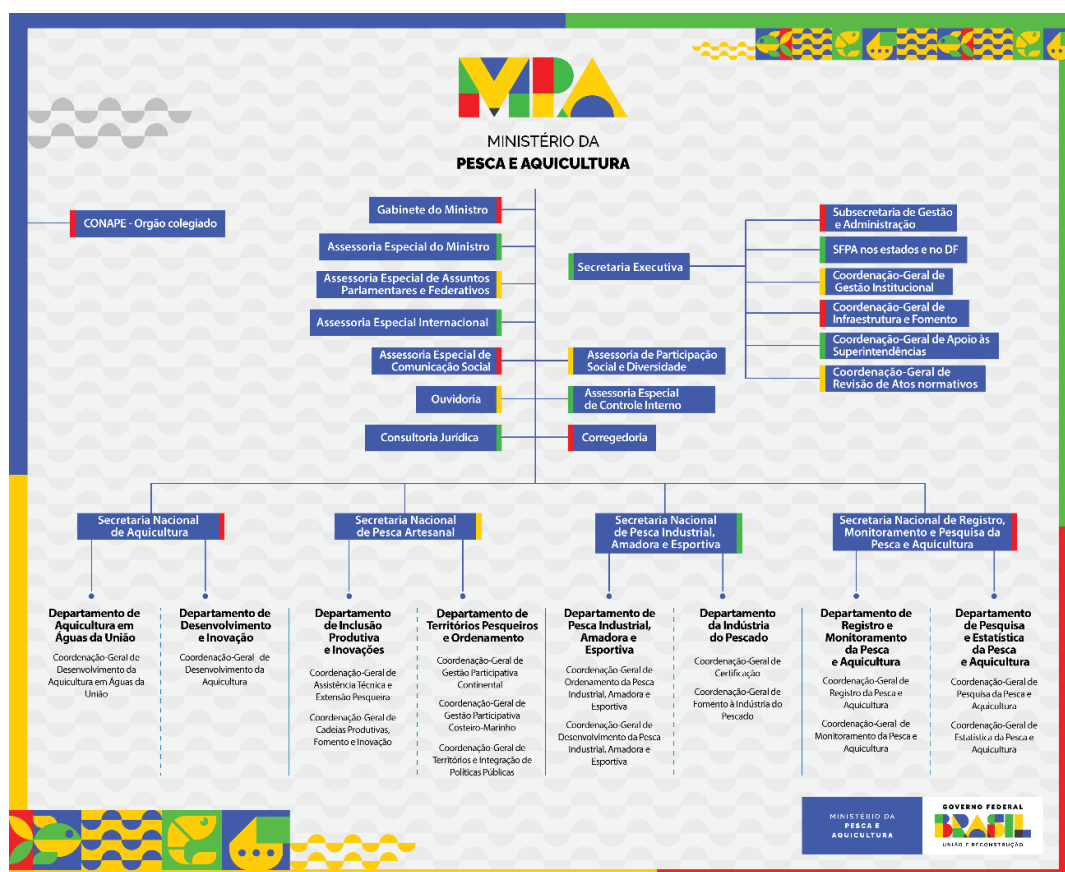 MPA
MINISTÉRIO DA
PESCA E AQUICULTURA
CONAPE - Orgão colegiado
Gabinete do Ministro
Assessoria Especial do Ministro
Assessoria Especial de Assuntos
Parlamentares e Federativos
Assessoria Especial Internacional
Assessoria Especial de
Comunicação Social
Ouvidoria
Consultoria Jurídica
Secretaria Executiva
Assessoria de Participação
Social e Diversidade
Assessoria Especial
de Controle Interno
Corregedoria
Subsecretaria de Gestão
e Administração
SFPA nos estados e no DF
Coordenação-Geral de
Gestão Institucional
Coordenação-Geral de
Infraestrutura e Fomento
Coordenação-Geral de Apoio às
Superintendências
Coordenação-Geral de
Revisão de Atos normativos
Secretaria Nacional
de Aquicultura
Departamento de
Aquicultura em
Águas da União
Coordenação-Geral de
Desenvolvimento da
Aquicultura em Águas da
União
Departamento de
Desenvolvimento
e Inovação
Coordenação-Geral de
Desenvolvimento da
Aquicultura
Secretaria Nacional
de Pesca Artesanal
Departamento
de Inclusão
Produtiva
e Inovações
Coordenação-Geral de
Assistência Técnica e
Extensão Pesqueira
Coordenação-Geral de
Cadeias Produtivas,
Fomento e Inovação
Departamento de
Territórios Pesqueiros
e Ordenamento
Coordenação-Geral de
Gestão Participativa
Continental
Coordenação-Geral de
Gestão Participativa
Costeiro-Marinho
Coordenação-Geral de
Territórios e Integração de
Políticas Públicas
Secretaria Nacional
de Pesca Industrial,
Amadora e Esportiva
Departamento de
Pesca Industrial,
Amadora e
Esportiva
Coordenação-Geral de
Ordenamento da Pesca
Industrial, Amadora e
Esportiva
Coordenação-Geral de
Desenvolvimento da Pesca
Industrial, Amadora e
Esportiva
Departamento
da Indústria
do Pescado
Coordenação-Geral de
Certificação
Coordenação-Geral de
Fomento à Indústria do
Pescado
Secretaria Nacional de Registro,
Monitoramento e Pesquisa da
Pesca e Aquicultura
Departamento de
Registro e
Monitoramento
da Pesca
e Aquicultura
Coordenação-Geral de
Registro da Pesca e
Aquicultura
Coordenação-Geral de
Monitoramento da Pesca e
Aquicultura
Departamento
de Pesquisa
e Estatística
da Pesca
e Aquicultura
Coordenação-Geral de
Pesquisa da Pesca e
Aquicultura
Coordenação-Geral de
Estatística da Pesca e
Aquicultura
MINISTÉRIO DA
PESCA E
AQUICULTURA
GOVERNO FEDERAL
BRASIL
UNIÃO E RECONSTRUÇÃO